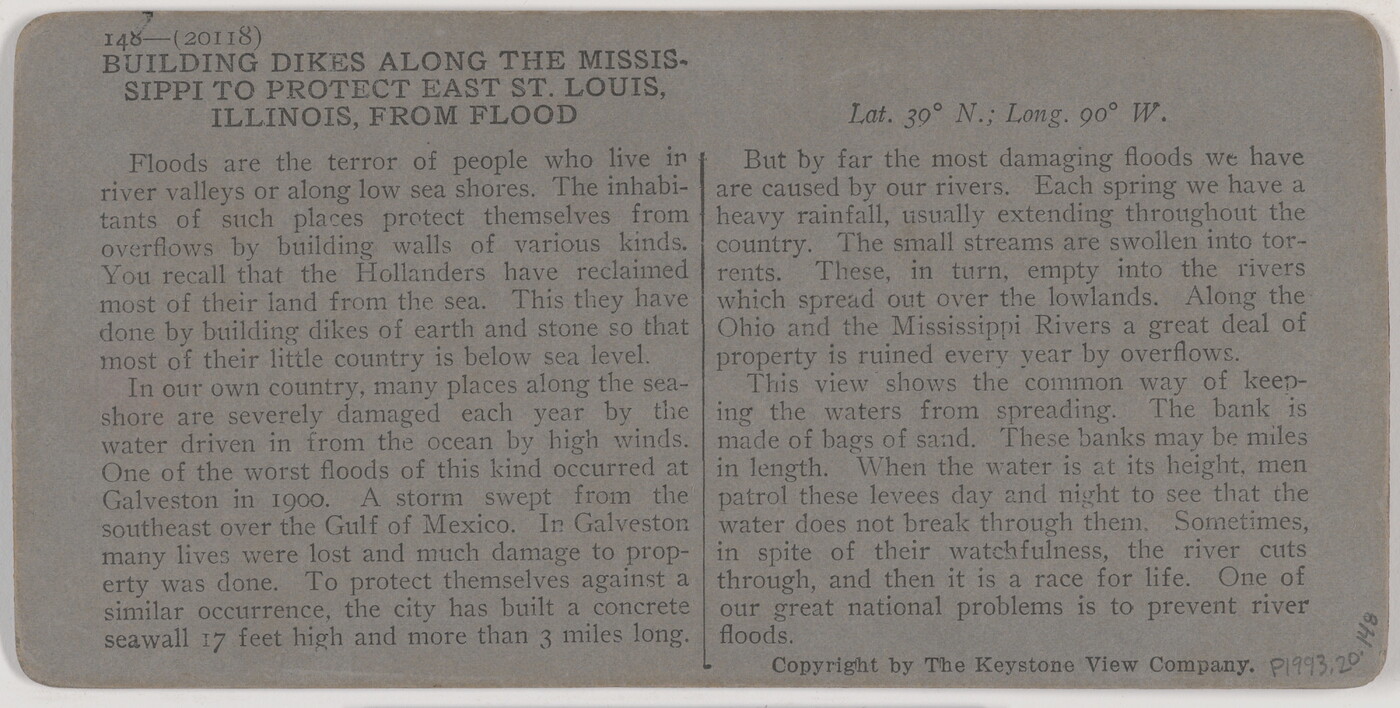 148—(20118)
BUILDING DIKES ALONG THE MISSIS-
SIPPI TO PROTECT EAST ST. LOUIS,
ILLINOIS, FROM FLOOD
Floods are the terror of people who live in
river valleys or along low sea shores. The inhabi-
tants of such places protect themselves from
overflows by building walls of various kinds.
You recall that the Hollanders have reclaimed
most of their land from the sea. This they have
done by building dikes of earth and stone so that
most of their little country is below sea level.
In our own country, many places along the sea-
shore are severely damaged each year by the
water driven in from the ocean by high winds.
One of the worst floods of this kind occurred at
Galveston in 1900. A storm swept from the
southeast over the Gulf of Mexico. In Galveston
many lives were lost and much damage to prop-
erty was done. To protect themselves against a
similar occurrence, the city has built a concrete
seawall 17 feet high and more than 3 miles long.
Lat. 39° N.; Long. 90° W.
But by far the most damaging floods we have
are caused by our rivers. Each spring we have a
heavy rainfall, usually extending throughout the
country. The small streams are swollen into tor-
rents. These, in turn, empty into the rivers
which spread out over the lowlands. Along the
Ohio and the Mississippi Rivers a great deal of
property is ruined every year by overflows.
This view shows the common way of keep-
ing the waters from spreading. The bank is
made of bags of sand. These banks may be miles
in length. When the water is at its height, men
patrol these levees day and night to see that the
water does not break through them. Sometimes,
in spite of their watchfulness, the river cuts
through, and then it is a race for life. One of
our great national problems is to prevent river
floods.
Copyright by The Keystone View Company.
P1993.20.148